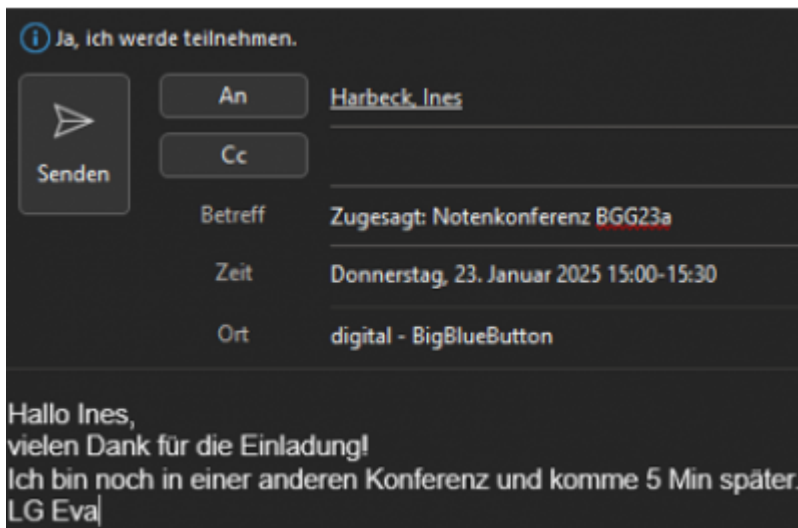 Ja, ich werde teilnehmen.
Senden
An
Harbeck, Ines
Cc
Betreff
Zugesagt: Notenkonferenz BGG23a
Zeit
Donnerstag, 23. Januar 2025 15:00-15:30
Ort
digital - BigBlueButton
Hallo Ines,
vielen Dank für die Einladung!
Ich bin noch in einer anderen Konferenz und komme 5 Min später.
LG Eva